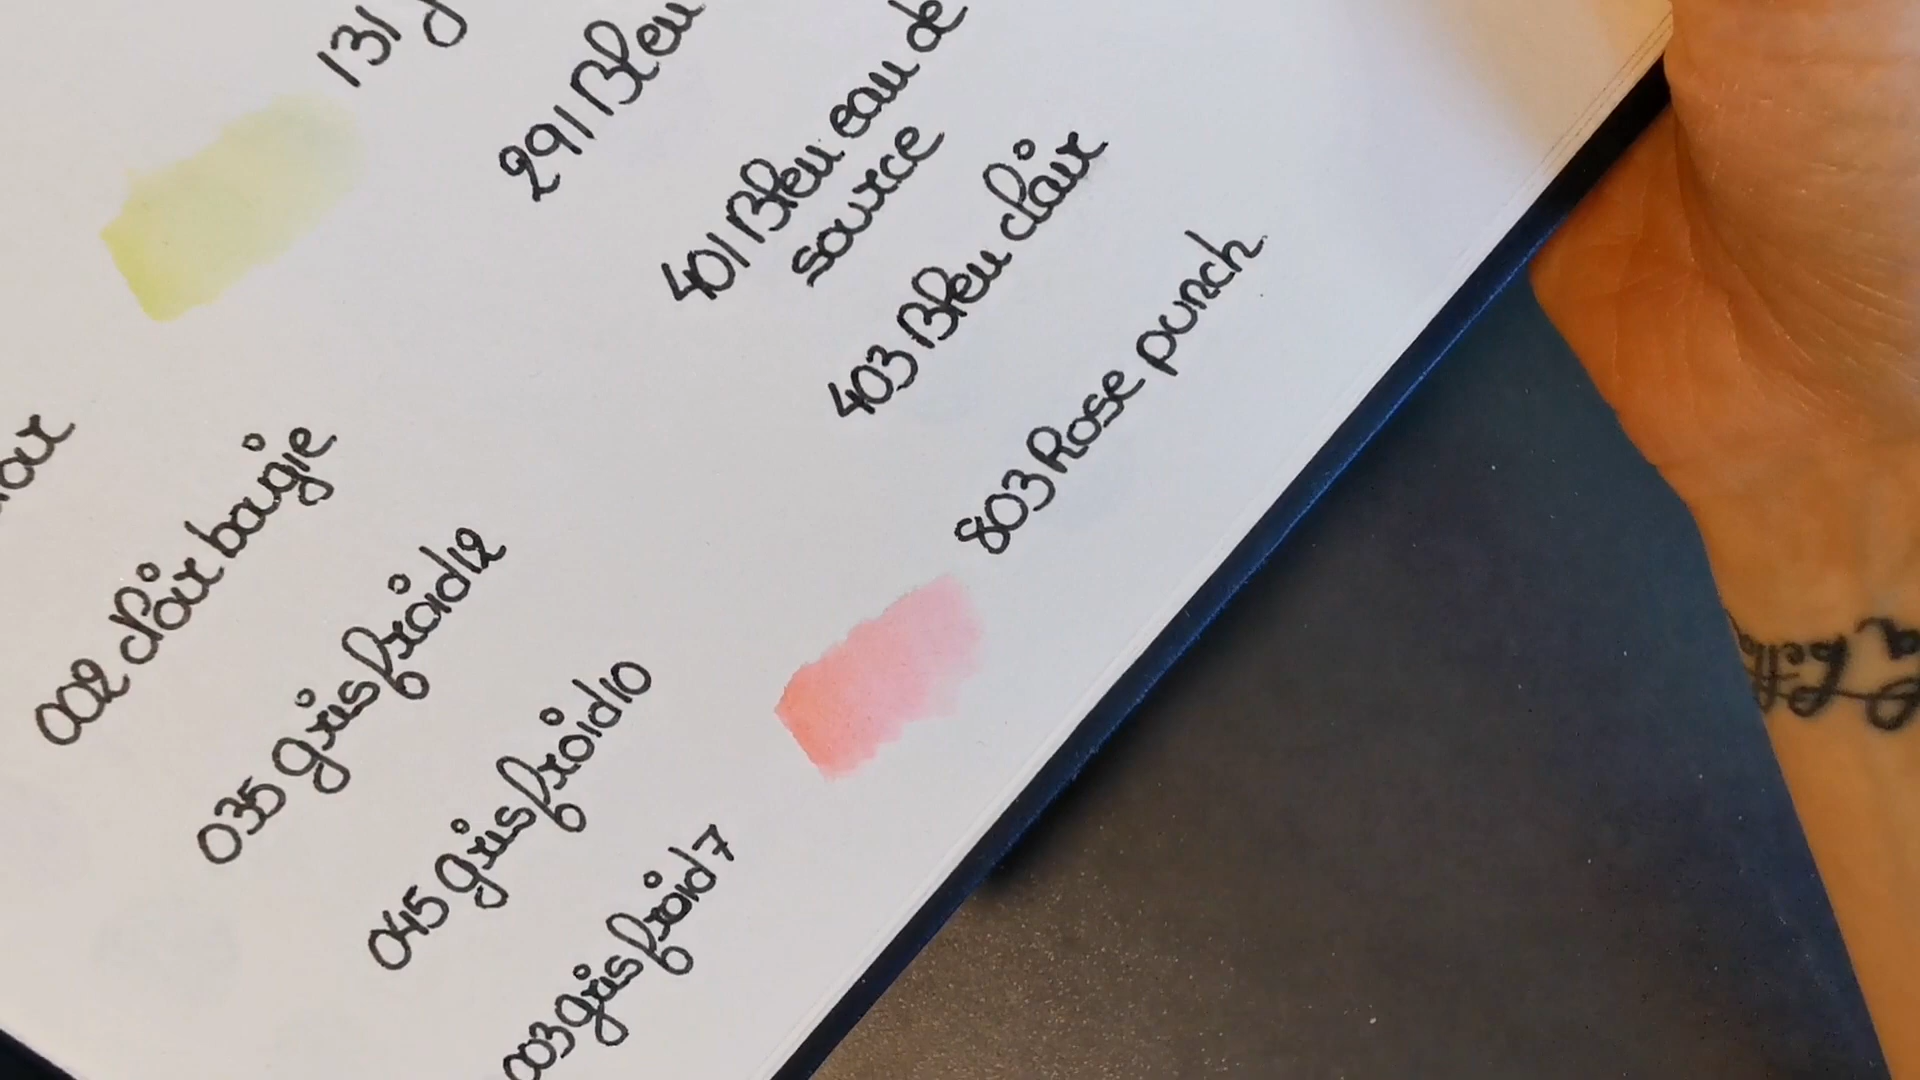 131
291 Bleu
401 Bleu eau de
source
403 Bleu clair
803 Rose punch
002 clair bougie
035 gris froid 12
045 gris froid 10
003 gris froid 7